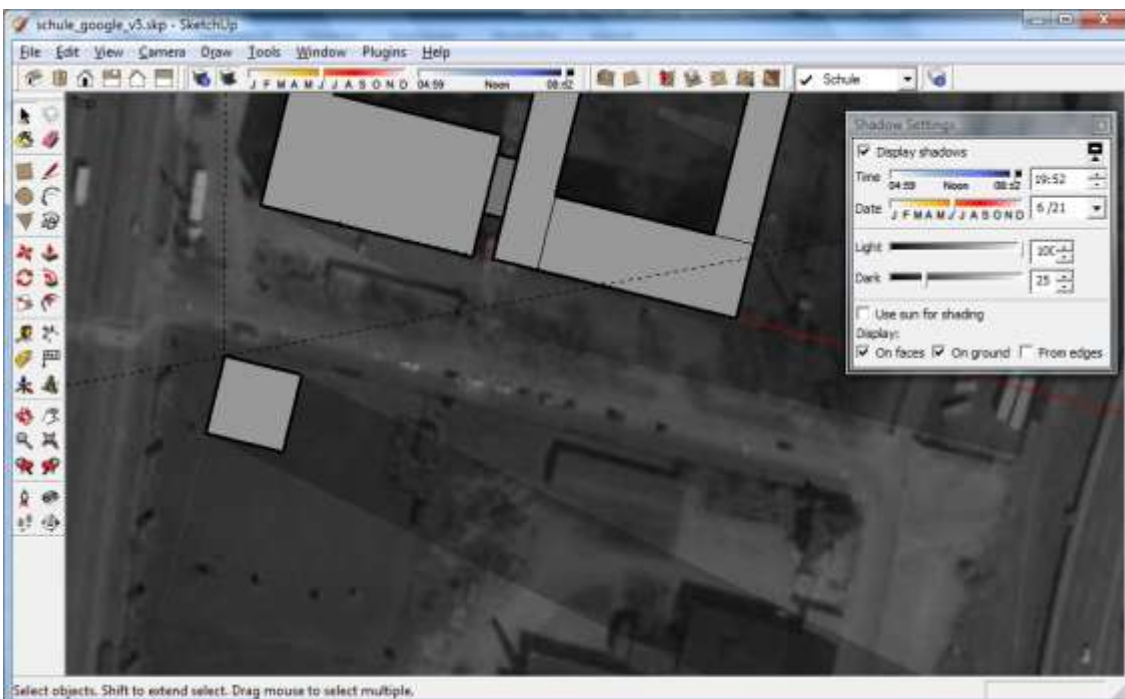 schule_google_v5.skp - SketchUp
File Edit View Camera Draw Tools Window Plugins Help
J F M A M J J A S O N D 04:59 Noon 08:52 Schule
Shadow Settings
Display shadows
Time 04:59 Noon 08:52 19:52
Date J F M A M J J A S O N D 6/21
Light 100
Dark 25
Use sun for shading
Display:
On faces On ground From edges
Select objects. Shift to extend select. Drag mouse to select multiple.